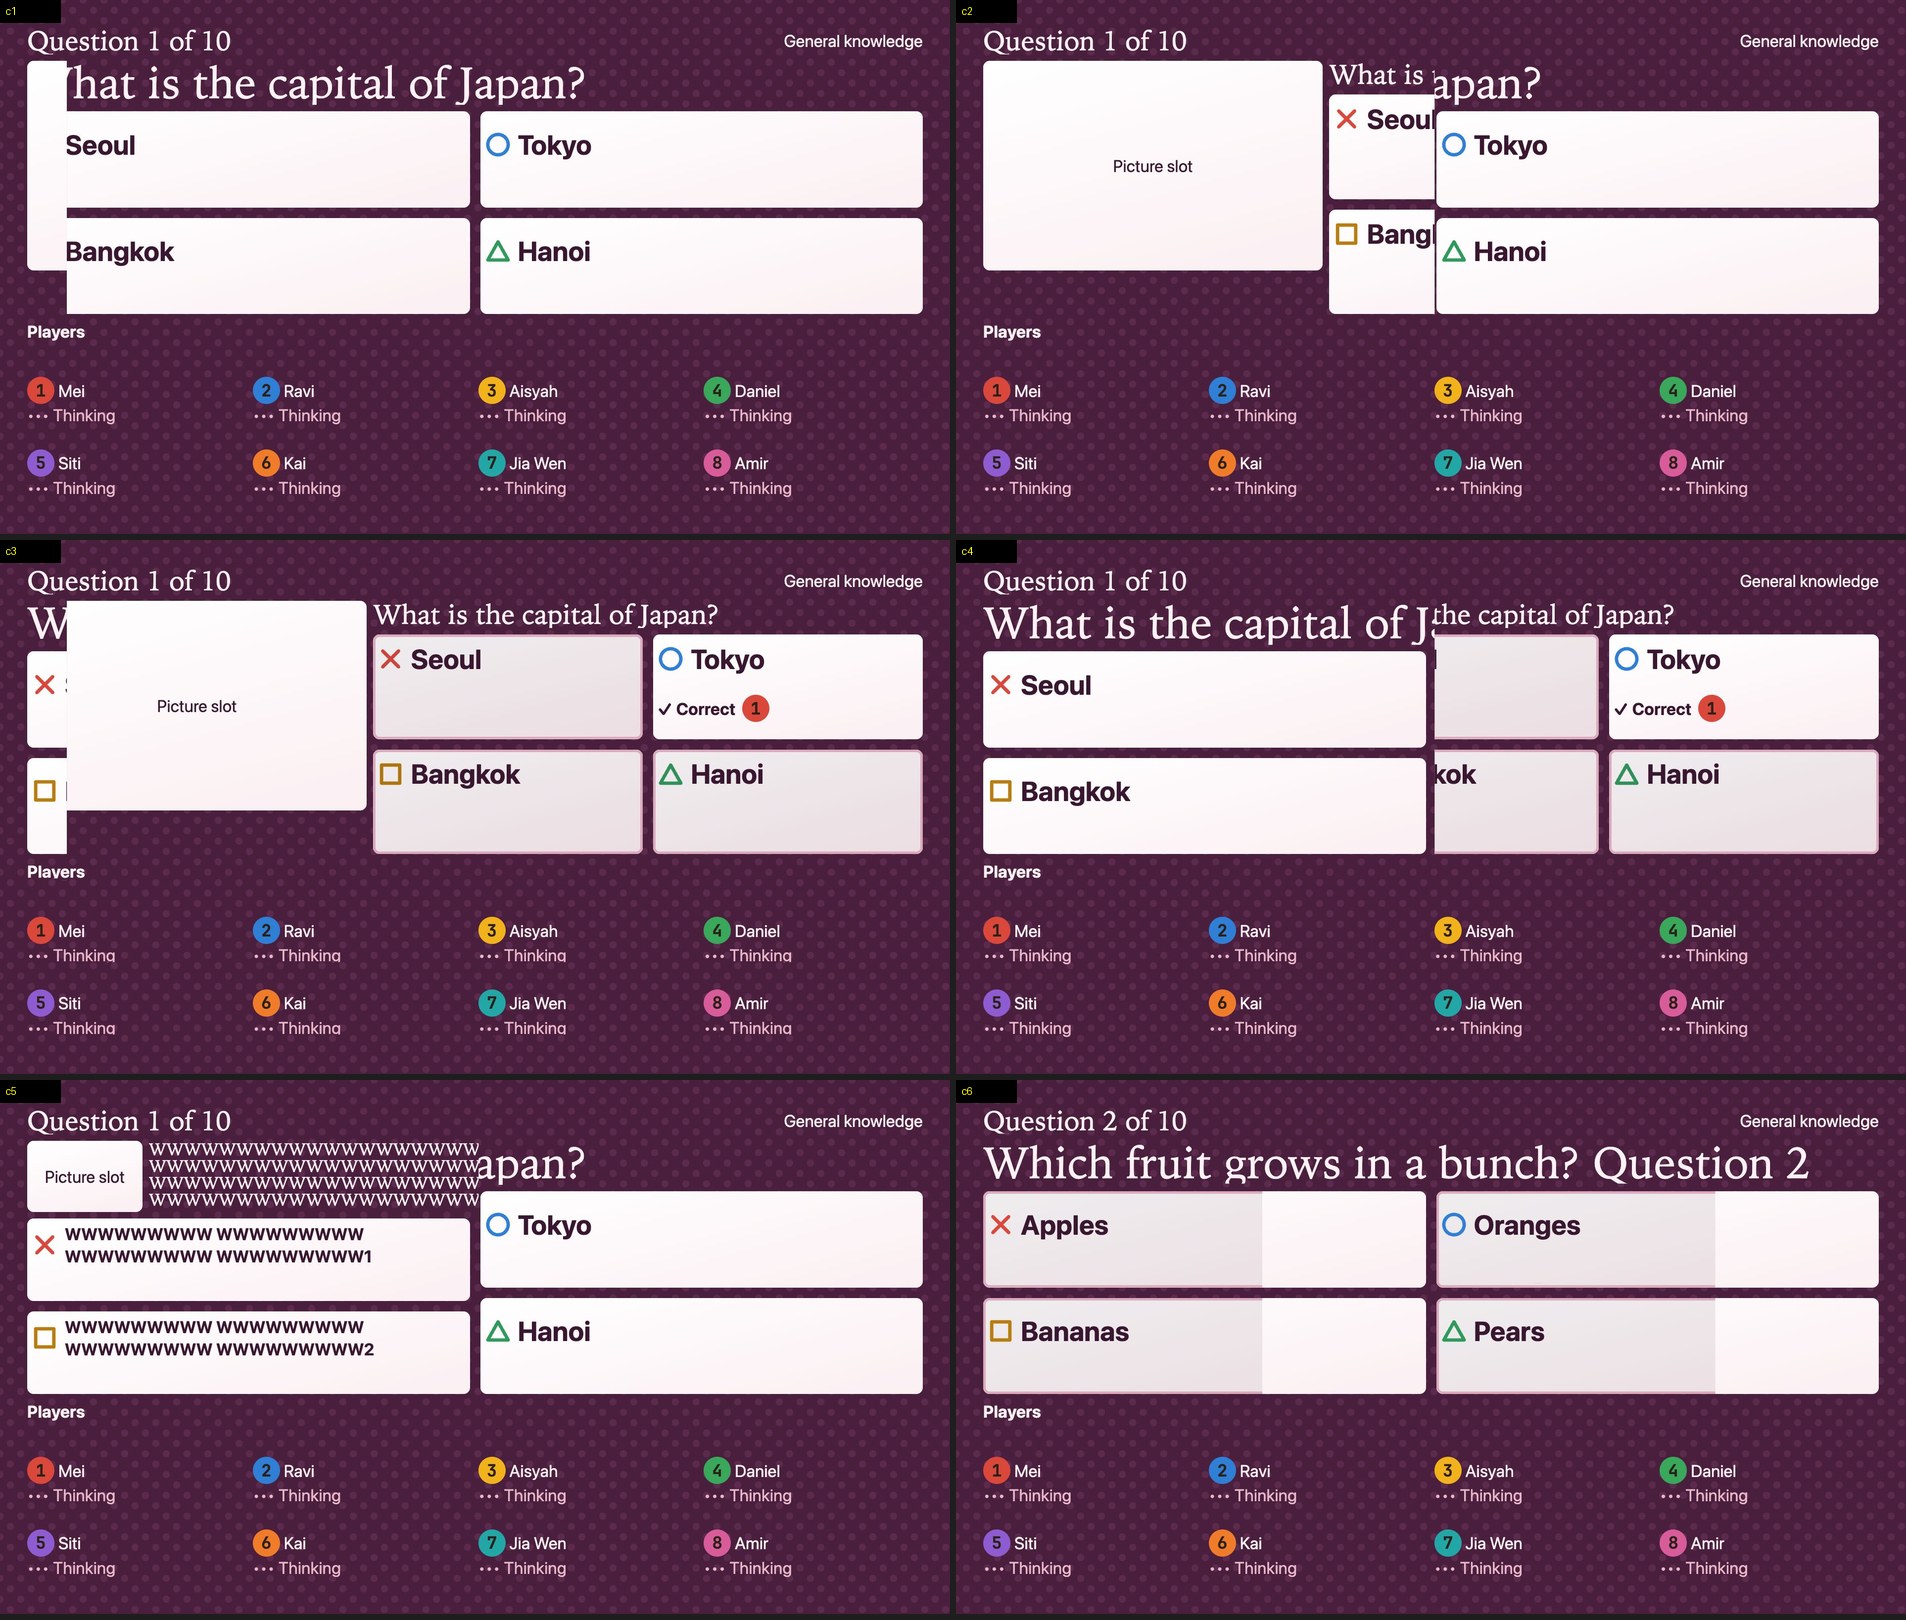 c1
Question 1 of 10
General knowledge
hat is the capital of Japan?
Seoul
Tokyo
Bangkok
Hanoi
Players
1 Mei
2 Ravi
3 Aisyah
4 Daniel
••• Thinking
••• Thinking
••• Thinking
••• Thinking
5 Siti
6 Kai
7 Jia Wen
8 Amir
••• Thinking
••• Thinking
••• Thinking
••• Thinking
c2
Question 1 of 10
General knowledge
Picture slot
What is
apan?
Seoul
Tokyo
Bang
Hanoi
Players
1 Mei
2 Ravi
3 Aisyah
4 Daniel
••• Thinking
••• Thinking
••• Thinking
••• Thinking
5 Siti
6 Kai
7 Jia Wen
8 Amir
••• Thinking
••• Thinking
••• Thinking
••• Thinking
c3
Question 1 of 10
General knowledge
W
Picture slot
What is the capital of Japan?
Seoul
Tokyo
✓ Correct 1
Bangkok
Hanoi
Players
1 Mei
2 Ravi
3 Aisyah
4 Daniel
••• Thinking
••• Thinking
••• Thinking
••• Thinking
5 Siti
6 Kai
7 Jia Wen
8 Amir
••• Thinking
••• Thinking
••• Thinking
••• Thinking
c4
Question 1 of 10
General knowledge
What is the capital of J
the capital of Japan?
Seoul
Tokyo
✓ Correct 1
Bangkok
kok
Hanoi
Players
1 Mei
2 Ravi
3 Aisyah
4 Daniel
••• Thinking
••• Thinking
••• Thinking
••• Thinking
5 Siti
6 Kai
7 Jia Wen
8 Amir
••• Thinking
••• Thinking
••• Thinking
••• Thinking
c5
Question 1 of 10
General knowledge
Picture slot
apan?
WWWWWWWWW WWWWWWWWW
WWWWWWWWW WWWWWWWWW1
Tokyo
WWWWWWWWW WWWWWWWWW
WWWWWWWWW WWWWWWWWW2
Hanoi
Players
1 Mei
2 Ravi
3 Aisyah
4 Daniel
••• Thinking
••• Thinking
••• Thinking
••• Thinking
5 Siti
6 Kai
7 Jia Wen
8 Amir
••• Thinking
••• Thinking
••• Thinking
••• Thinking
c6
Question 2 of 10
General knowledge
Which fruit grows in a bunch? Question 2
Apples
Oranges
Bananas
Pears
Players
1 Mei
2 Ravi
3 Aisyah
4 Daniel
••• Thinking
••• Thinking
••• Thinking
••• Thinking
5 Siti
6 Kai
7 Jia Wen
8 Amir
••• Thinking
••• Thinking
••• Thinking
••• Thinking